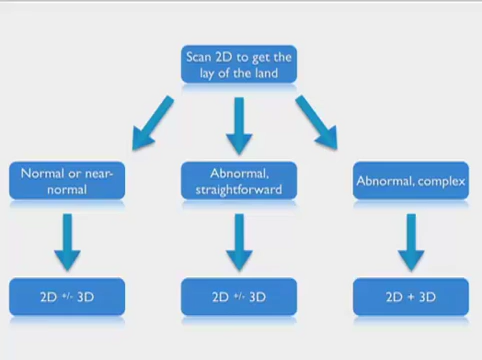 Scan 2D to get the
lay of the land
Normal or near-
normal
Abnormal,
straightforward
Abnormal, complex
2D +/- 3D
2D +/- 3D
2D + 3D